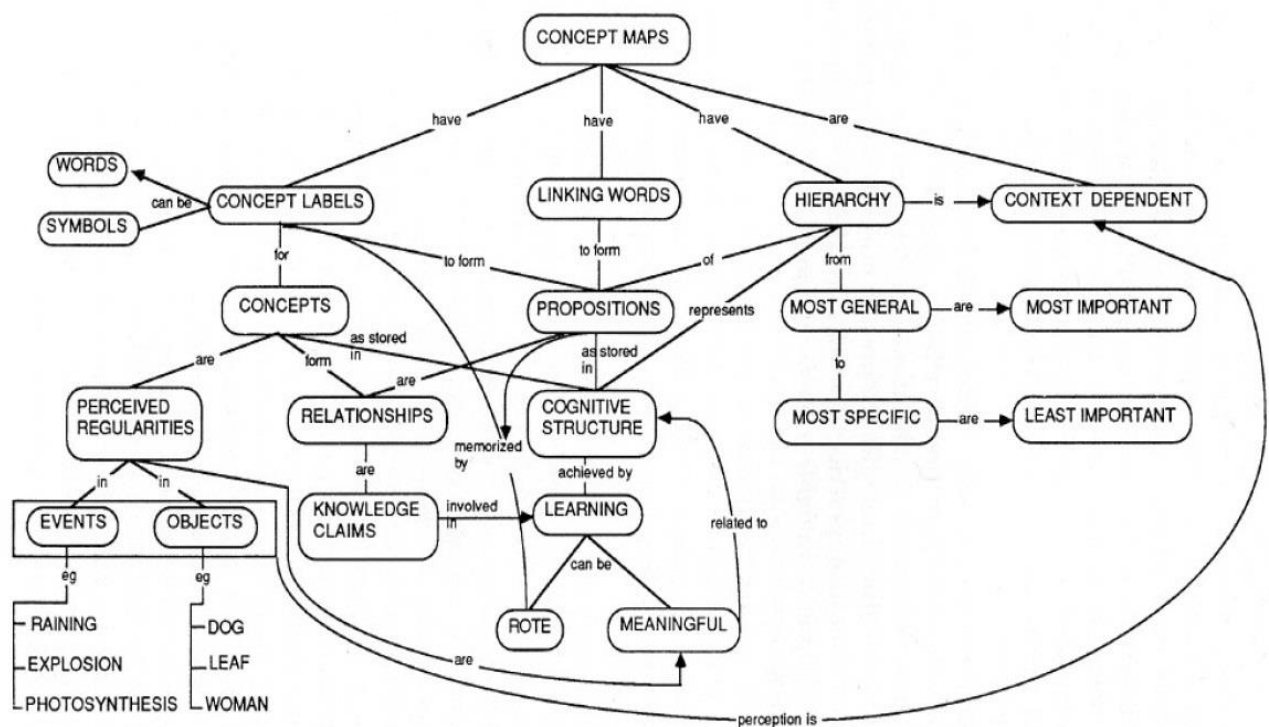 CONCEPT MAPS
have
have
have
are
WORDS
can be
SYMBOLS
CONCEPT LABELS
LINKING WORDS
HIERARCHY
is
CONTEXT DEPENDENT
for
to form
to form
of
from
represents
CONCEPTS
PROPOSITIONS
MOST GENERAL
are
MOST IMPORTANT
as stored
in
as stored
in
are
form
are
to
PERCEIVED
REGULARITIES
RELATIONSHIPS
COGNITIVE
STRUCTURE
MOST SPECIFIC
are
LEAST IMPORTANT
memorized
by
are
achieved by
in
in
EVENTS
OBJECTS
KNOWLEDGE
CLAIMS
involved
in
LEARNING
related to
can be
eg
eg
ROTE
MEANINGFUL
RAINING
EXPLOSION
PHOTOSYNTHESIS
DOG
LEAF
WOMAN
are
perception is